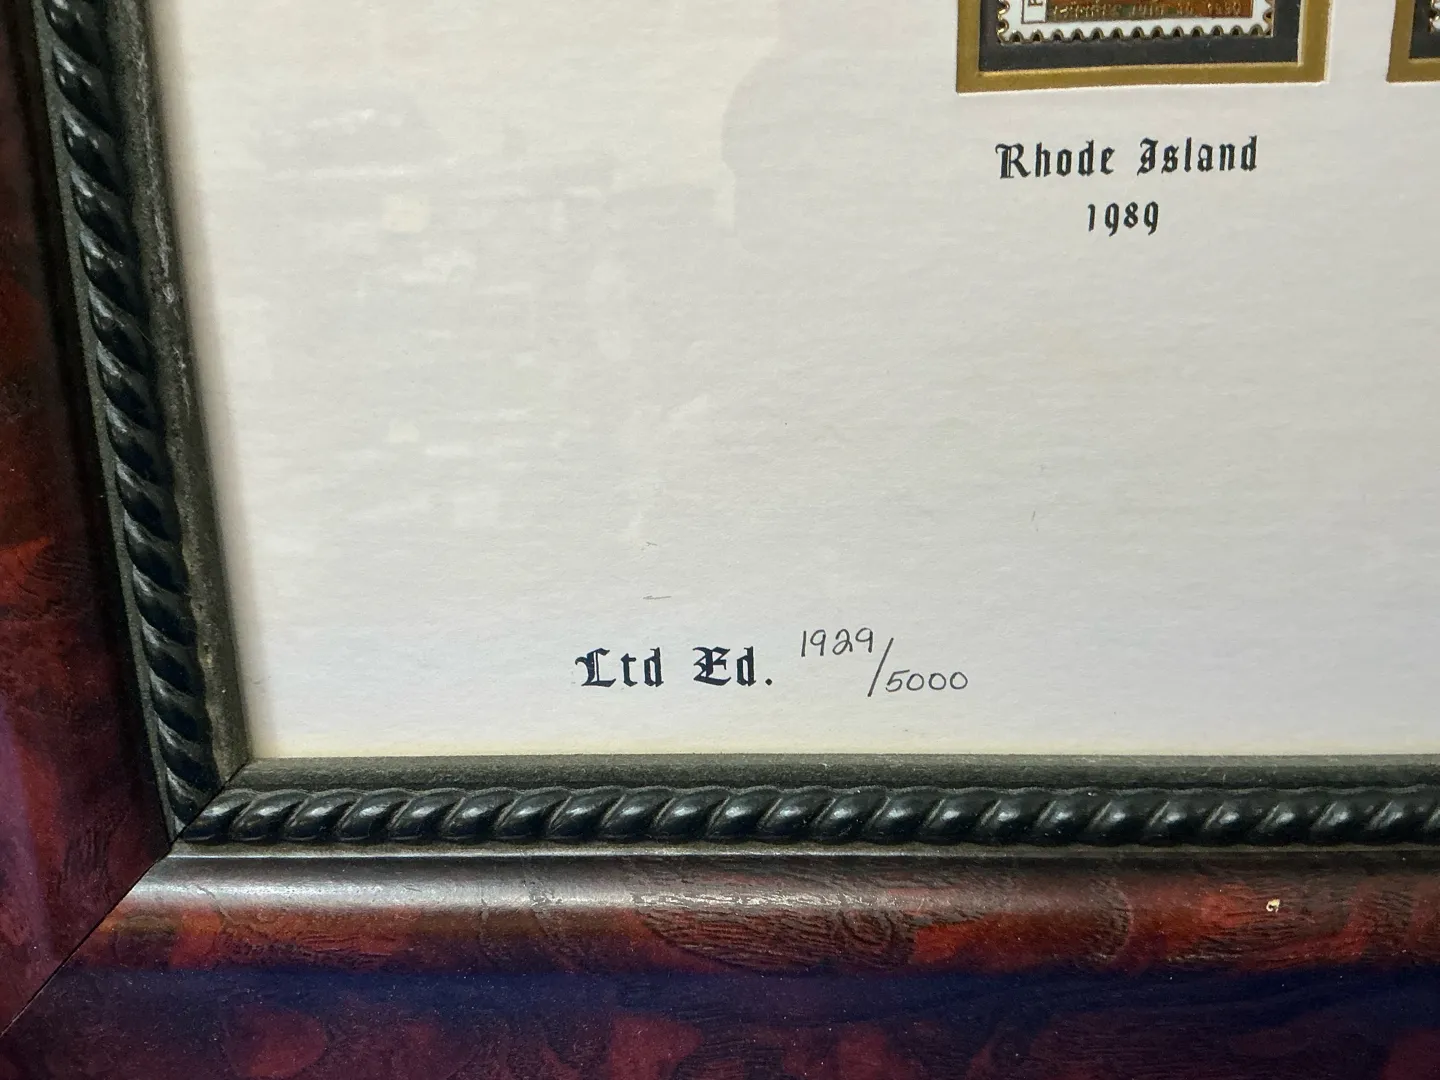 Rhode Island
1989
Ltd Ed. 1929/5000